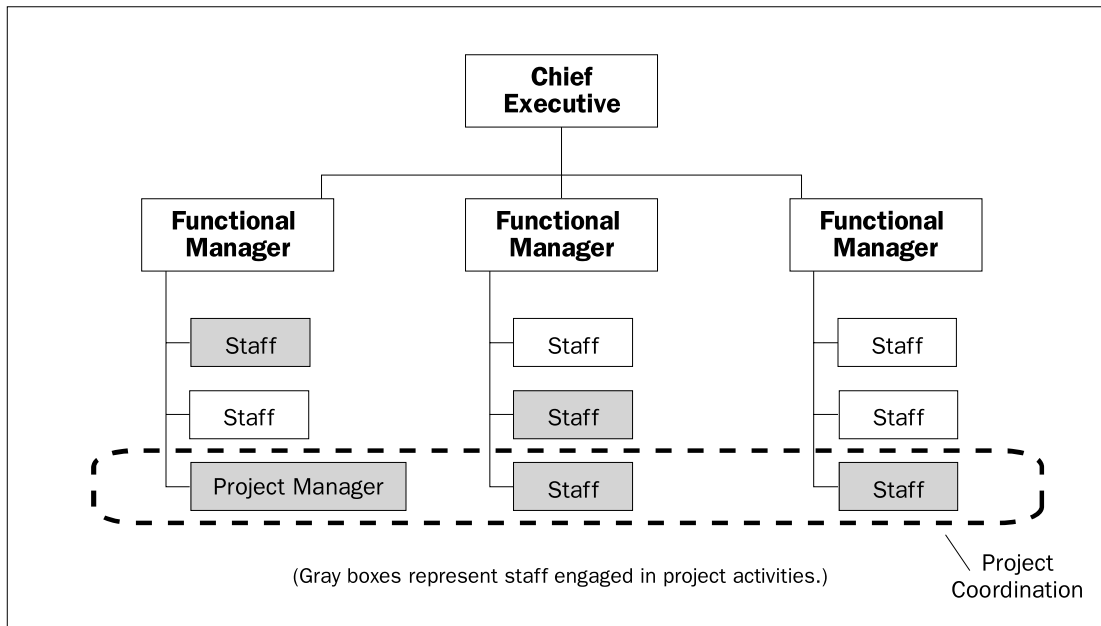 Chief
Executive
Functional
Manager
Functional
Manager
Functional
Manager
Staff
Staff
Staff
Staff
Staff
Staff
Project Manager
Staff
Staff
(Gray boxes represent staff engaged in project activities.)
Project
Coordination